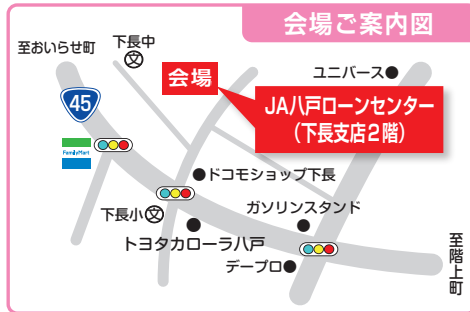 会場ご案内図
至おいらせ町
下長中
文
会場
ユニバース
45
JA八戸ローンセンター
(下長支店2階)
FamilyMart
ドコモショップ下長
下長小
文
ガソリンスタンド
トヨタカローラ八戸
デープロ
至階上町